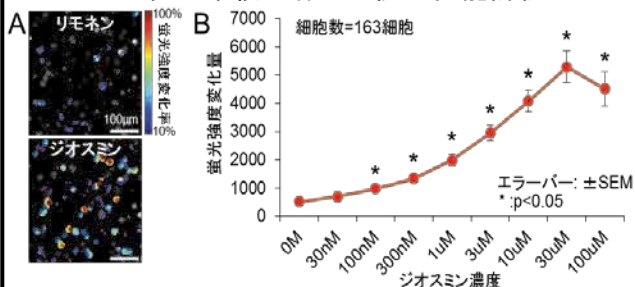 A
リモネン
100μm
100%
蛍光強度変化率
10%
ジオスミン
B
細胞数=163細胞
蛍光強度変化量
7000
6000
5000
4000
3000
2000
1000
0
* * * * * * *
エラーバー: ±SEM
* :p<0.05
0M
30nM
100nM
300nM
1uM
3uM
10uM
30uM
100uM
ジオスミン濃度